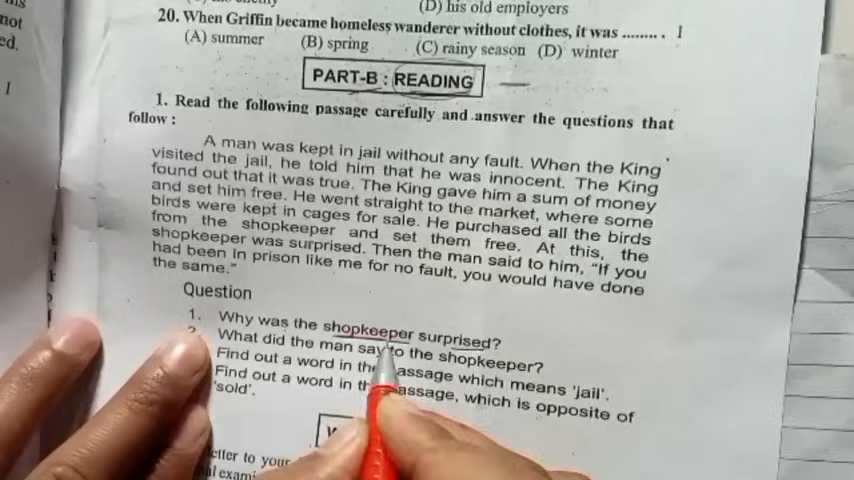 not
ed.
I
(D) his old employers
20. When Griffin became homeless wanderer without clothes, it was ........ . I
(A) summer (B) spring (C) rainy season (D) winter
PART-B : READING
1. Read the following passage carefully and answer the questions that
follow :
A man was kept in jail without any fault. When the King
visited the jail, he told him that he was innocent. The King
found out that it was true. The King gave him a sum of money
and set him free. He went straight to the market, where some
birds were kept in cages for sale. He purchased all the birds
from the shopkeeper and set them free. At this, the
shopkeeper was surprised. Then the man said to him, "If you
had been in prison like me for no fault, you would have done
the same."
Question
1. Why was the shopkeeper surprised?
What did the man say to the shopkeeper?
Find out a word in the passage which means 'jail'.
Find out a word in the passage, which is opposite of
'sold'.
etter to your
al exami